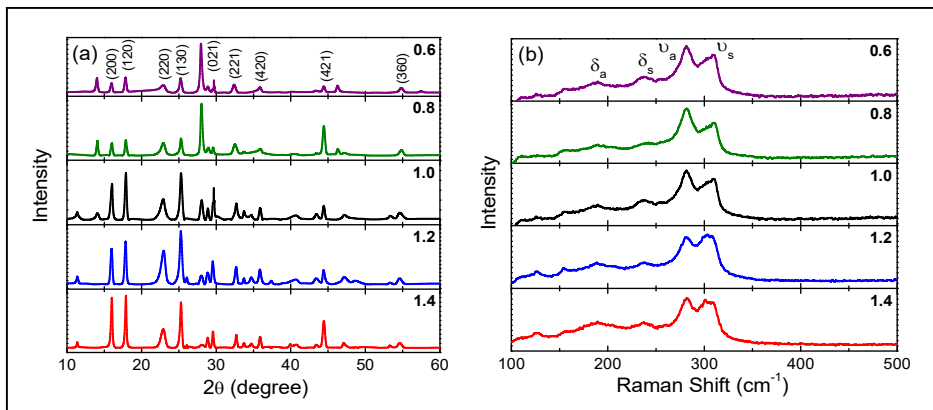 (a)
(200)
(120)
(220)
(130)
(021)
(221)
(420)
(421)
(360)
0.6
0.8
1.0
1.2
1.4
Intensity
10 20 30 40 50 60
2θ (degree)
(b)
δa
δs
υa
υs
0.6
0.8
1.0
1.2
1.4
Intensity
100 200 300 400 500
Raman Shift (cm-1)